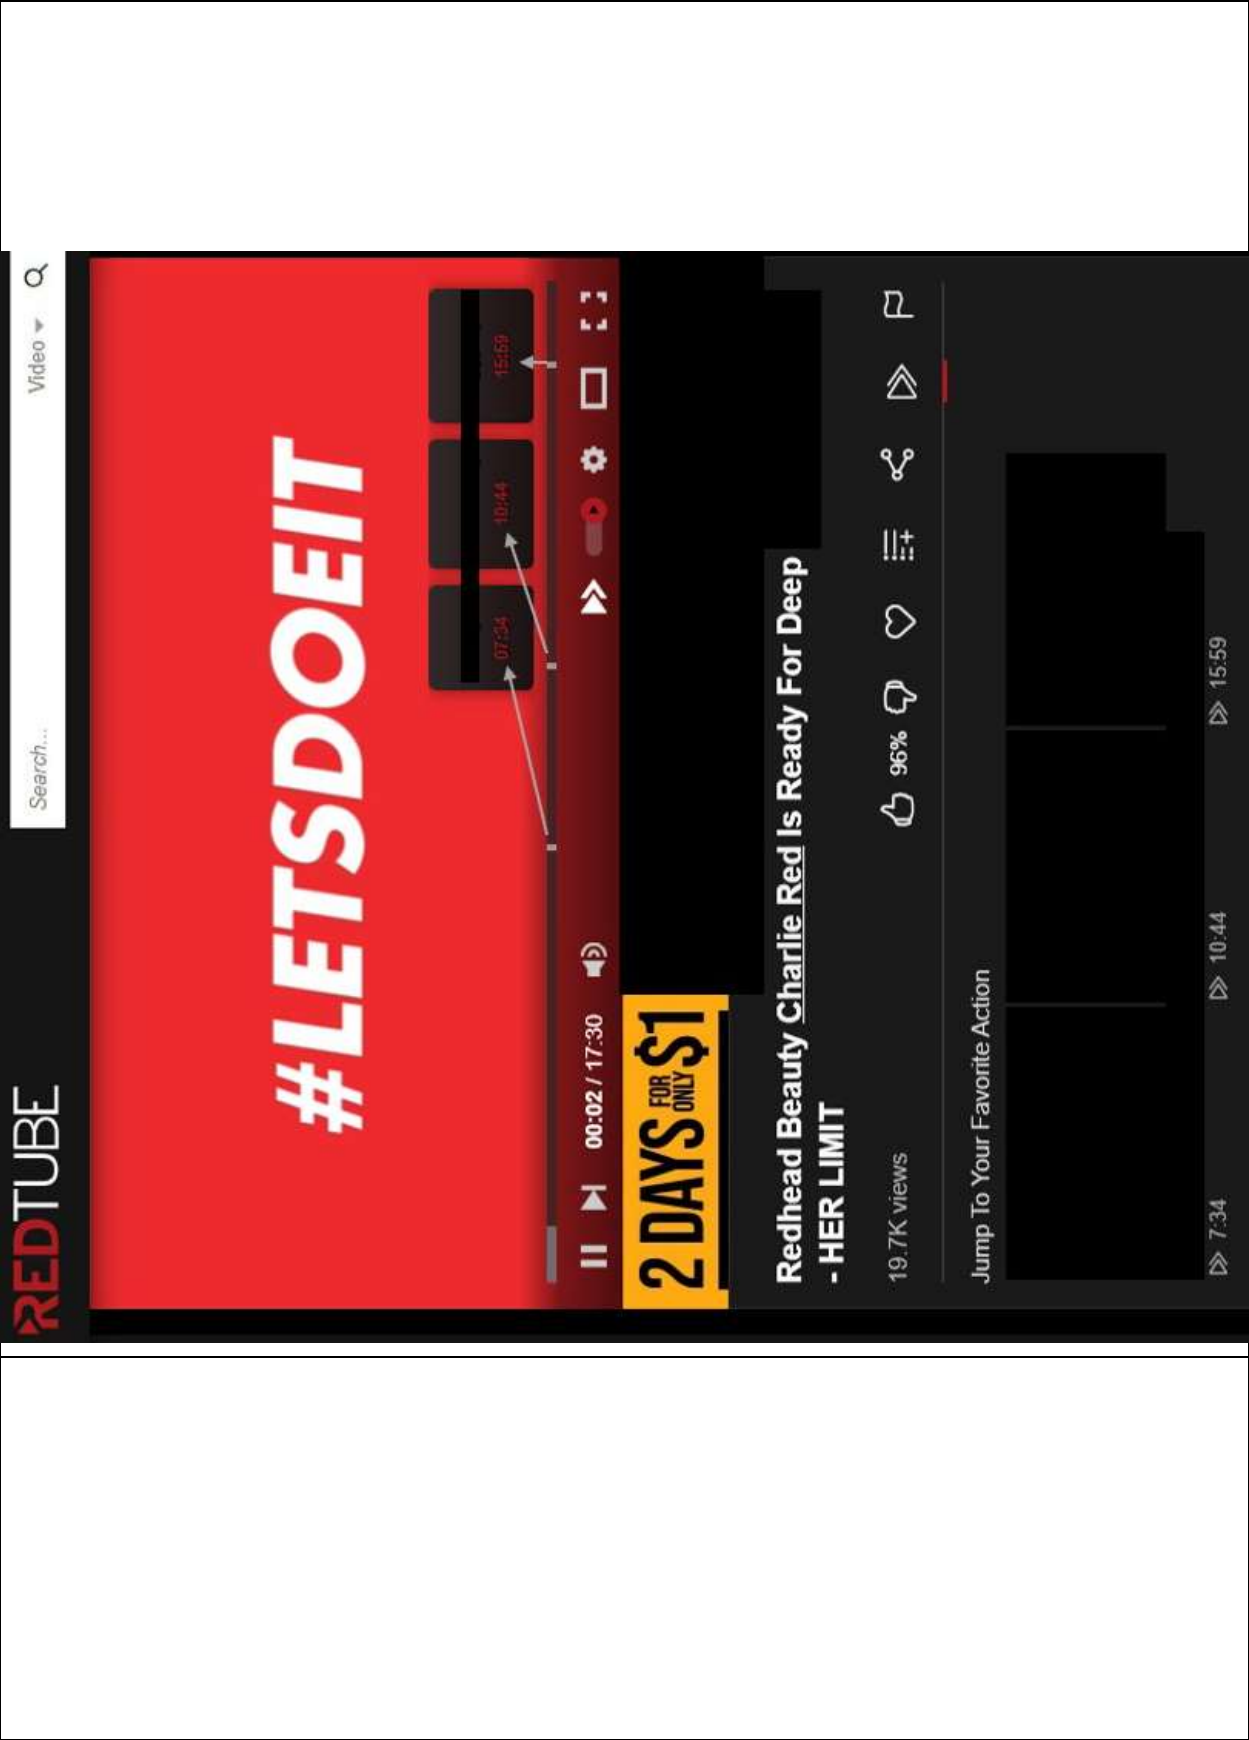 REDTUBE
Search...
Video
#LETSDOEIT
07:34
10:44
15:59
00:02 / 17:30
2 DAYS FOR ONLY $1
Redhead Beauty Charlie Red Is Ready For Deep
- HER LIMIT
19.7K views
96%
Jump To Your Favorite Action
7:34
10:44
15:59